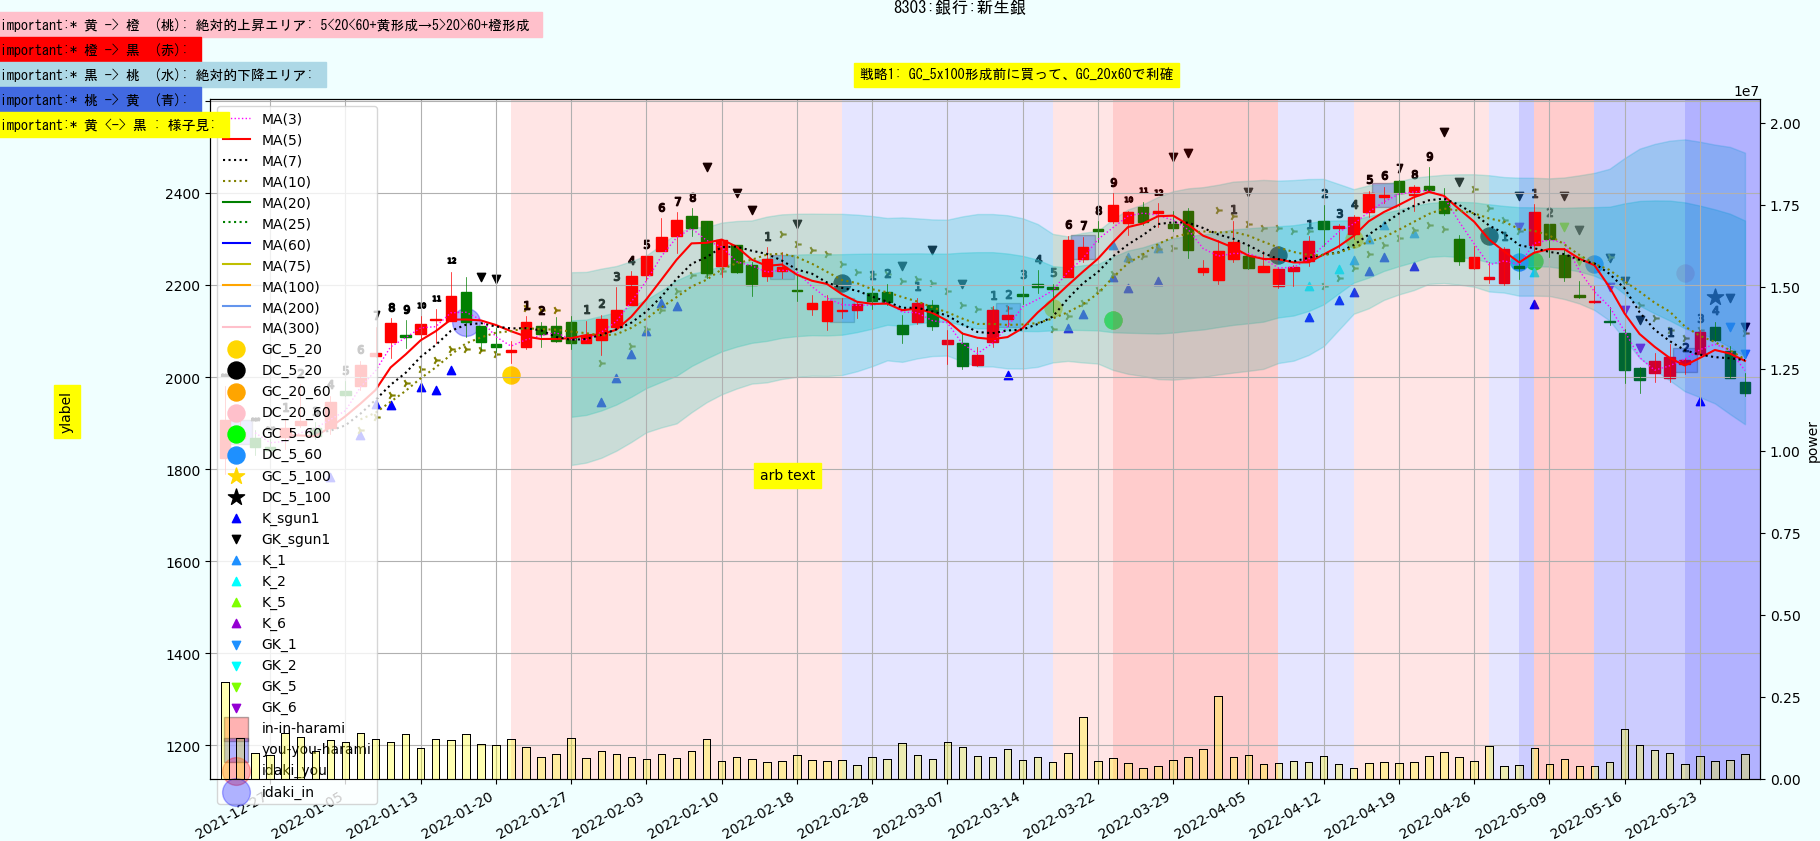 8303:銀行:新生銀
important:* 黄 -> 橙 (桃): 絶対的上昇エリア: 5<20<60+黄形成→5>20>60+橙形成
important:* 橙 -> 黒 (赤):
important:* 黒 -> 桃 (水): 絶対的下降エリア:
important:* 桃 -> 黄 (青):
important:* 黄 <-> 黒 : 様子見:
戦略1: GC_5x100形成前に買って、GC_20x60で利確
1e7
MA(3)
MA(5)
MA(7)
MA(10)
MA(20)
MA(25)
MA(60)
MA(75)
MA(100)
MA(200)
MA(300)
GC_5_20
DC_5_20
GC_20_60
DC_20_60
GC_5_60
DC_5_60
GC_5_100
DC_5_100
K_sgun1
GK_sgun1
K_1
K_2
K_5
K_6
GK_1
GK_2
GK_5
GK_6
in-in-harami
you-you-harami
idaki_you
idaki_in
2400
2200
2000
1800
1600
1400
1200
ylabel
arb text
2.00
1.75
1.50
1.25
1.00
0.75
0.50
0.25
0.00
power
2021-12-27
2022-01-05
2022-01-13
2022-01-20
2022-01-27
2022-02-03
2022-02-10
2022-02-18
2022-02-28
2022-03-07
2022-03-14
2022-03-22
2022-03-29
2022-04-05
2022-04-12
2022-04-19
2022-04-26
2022-05-09
2022-05-16
2022-05-23